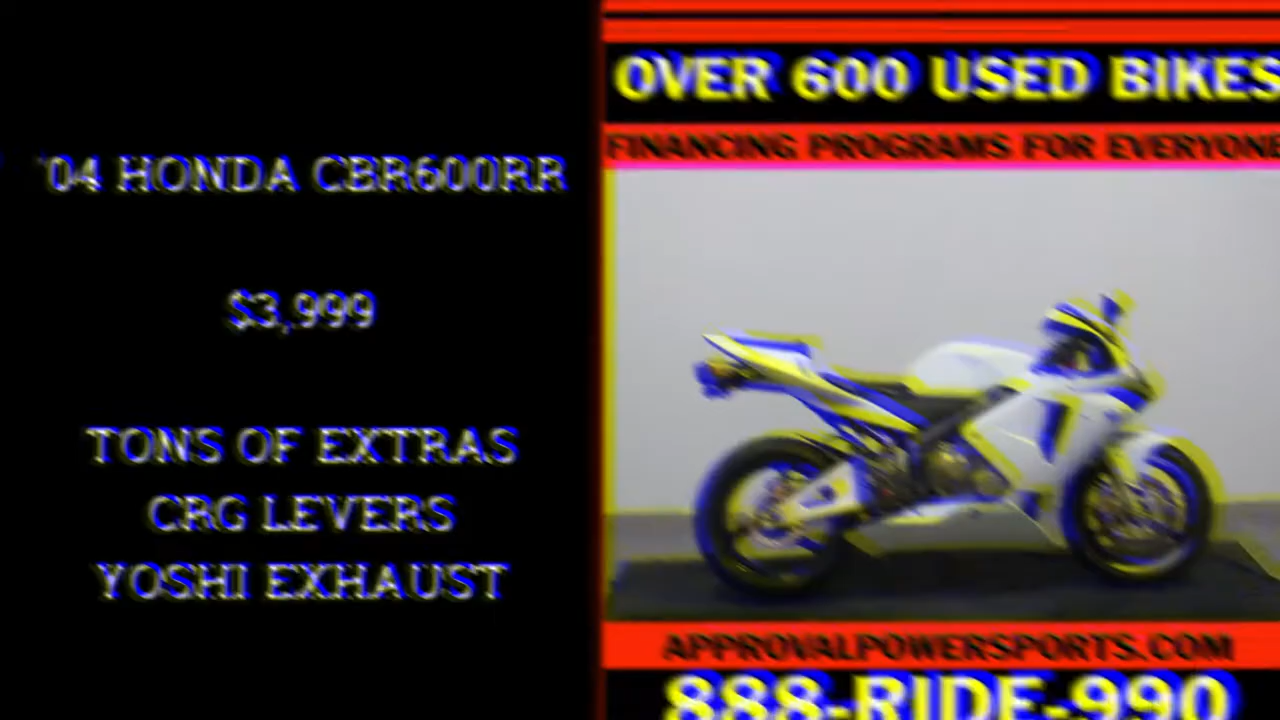 '04 HONDA CBR600RR
$3,999
TONS OF EXTRAS
CRG LEVERS
YOSHI EXHAUST
OVER 600 USED BIKES
FINANCING PROGRAMS FOR EVERYONE
APPROVALPOWERSPORTS.COM
888-RIDE-990